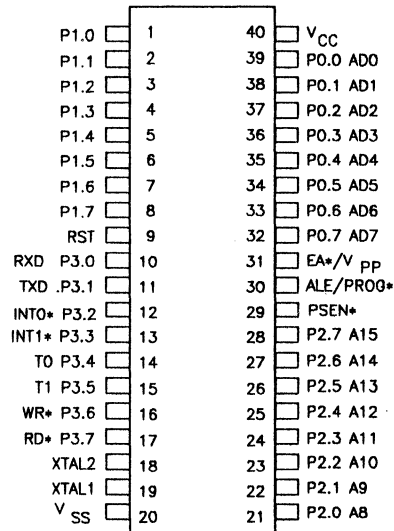 P1.0 1 40 VCC
P1.1 2 39 P0.0 AD0
P1.2 3 38 P0.1 AD1
P1.3 4 37 P0.2 AD2
P1.4 5 36 P0.3 AD3
P1.5 6 35 P0.4 AD4
P1.6 7 34 P0.5 AD5
P1.7 8 33 P0.6 AD6
RST 9 32 P0.7 AD7
RXD P3.0 10 31 EA*/V PP
TXD .P3.1 11 30 ALE/PROG*
INT0* P3.2 12 29 PSEN*
INT1* P3.3 13 28 P2.7 A15
T0 P3.4 14 27 P2.6 A14
T1 P3.5 15 26 P2.5 A13
WR* P3.6 16 25 P2.4 A12
RD* P3.7 17 24 P2.3 A11
XTAL2 18 23 P2.2 A10
XTAL1 19 22 P2.1 A9
V SS 20 21 P2.0 A8